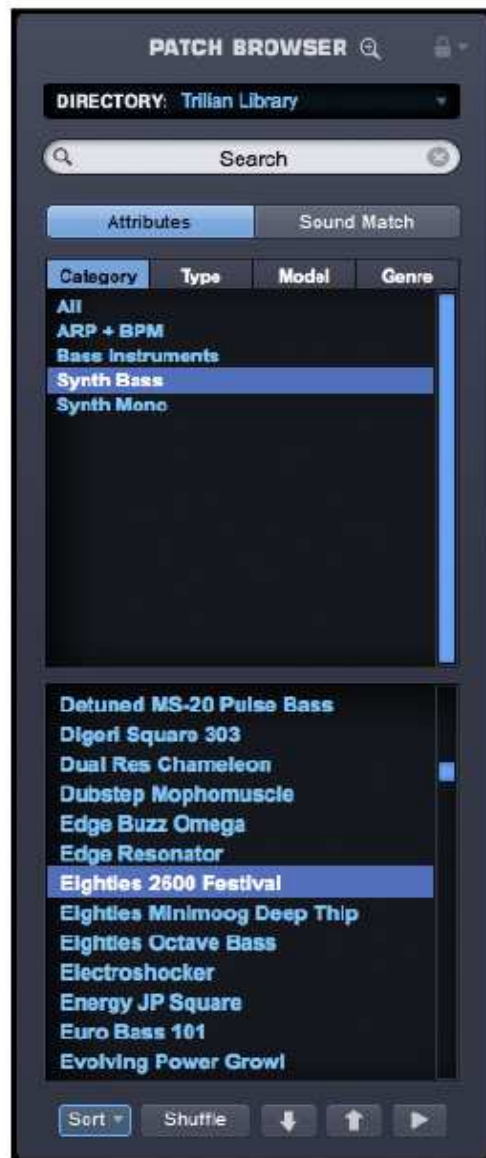 PATCH BROWSER
DIRECTORY: Trilian Library
Search
Attributes Sound Match
Category Type Model Genre
All
ARP + BPM
Bass Instruments
Synth Bass
Synth Mono
Detuned MS-20 Pulse Bass
Digeri Square 303
Dual Res Chameleon
Dubstep Mophomuscle
Edge Buzz Omega
Edge Resonator
Eighties 2600 Festival
Eighties Minimoog Deep Thip
Eighties Octave Bass
Electroshocker
Energy JP Square
Euro Bass 101
Evolving Power Growl
Sort Shuffle